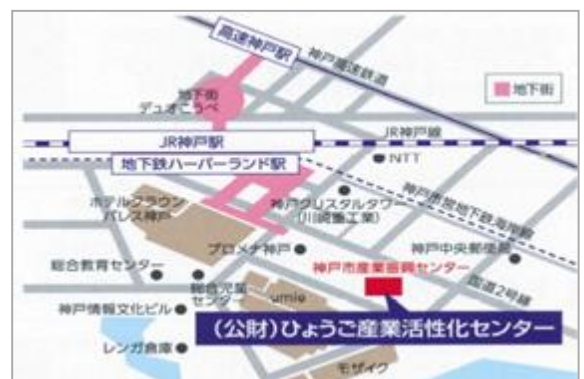 高速神戸駅
神戸高速鉄道
地下街
デュオこうべ
地下街
JR神戸駅
JR神戸線
地下鉄ハーバーランド駅
NTT
ホテルクラウン
パレス神戸
神戸クリスタルタワー
(川崎重工業)
神戸市営地下鉄海岸線
プロメナ神戸
神戸中央郵便局
総合教育センター
総合児童
センター
神戸市産業振興センター
umie
国道2号線
神戸情報文化ビル
(公財)ひょうご産業活性化センター
レンガ倉庫
モザイク